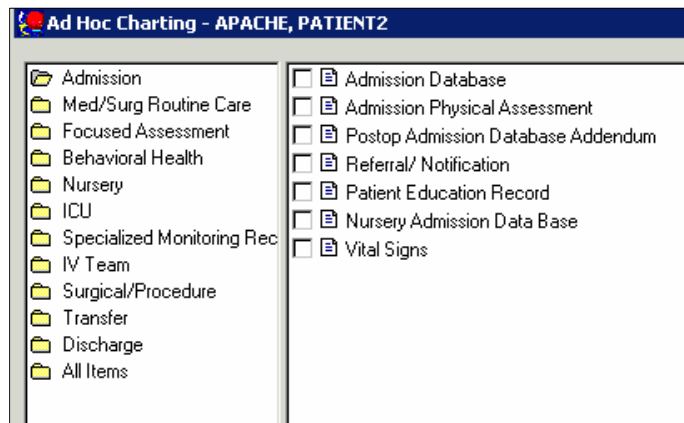 Ad Hoc Charting - APACHE, PATIENT2
Admission
Med/Surg Routine Care
Focused Assessment
Behavioral Health
Nursery
ICU
Specialized Monitoring Rec
IV Team
Surgical/Procedure
Transfer
Discharge
All Items
Admission Database
Admission Physical Assessment
Postop Admission Database Addendum
Referral/ Notification
Patient Education Record
Nursery Admission Data Base
Vital Signs